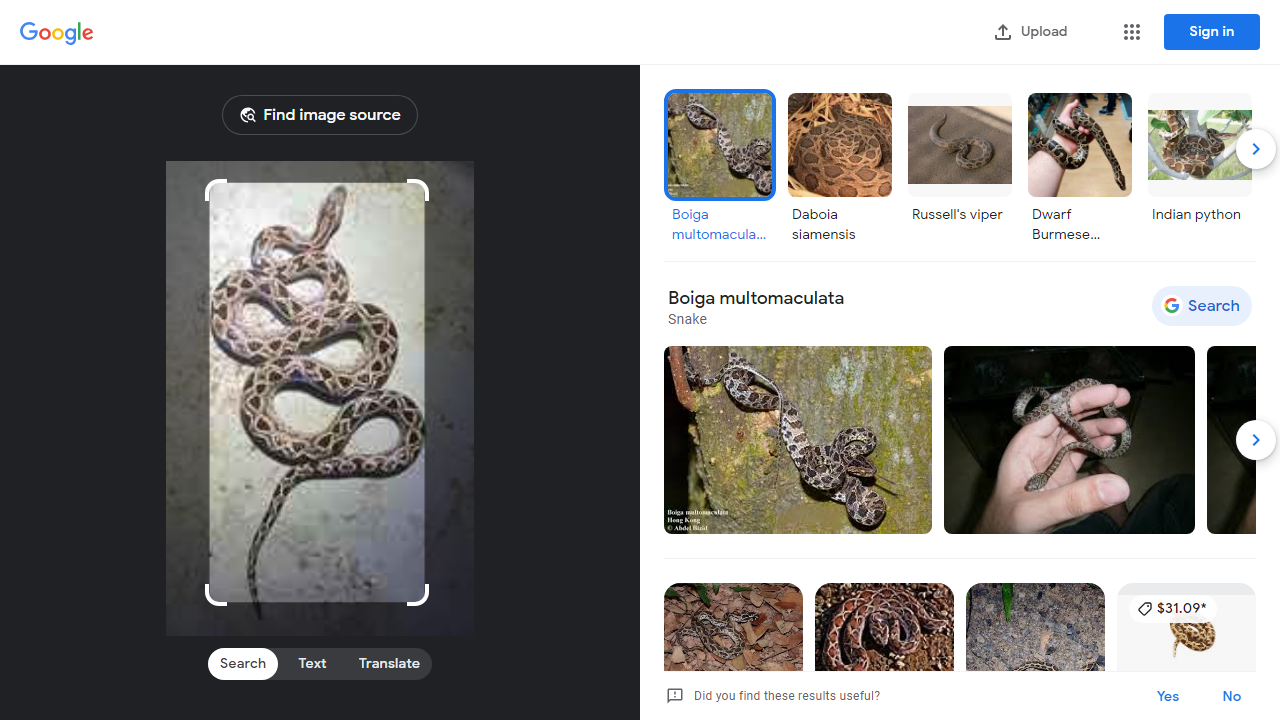 Google
Upload
Sign in
Find image source
Boiga
multomacula...
Daboia
siamensis
Russell's viper
Dwarf
Burmese...
Indian python
Boiga multomaculata
Snake
Search
Boiga multomaculata
Hong Kong
© Abdel Bizid
$31.09*
Search
Text
Translate
Did you find these results useful?
Yes
No